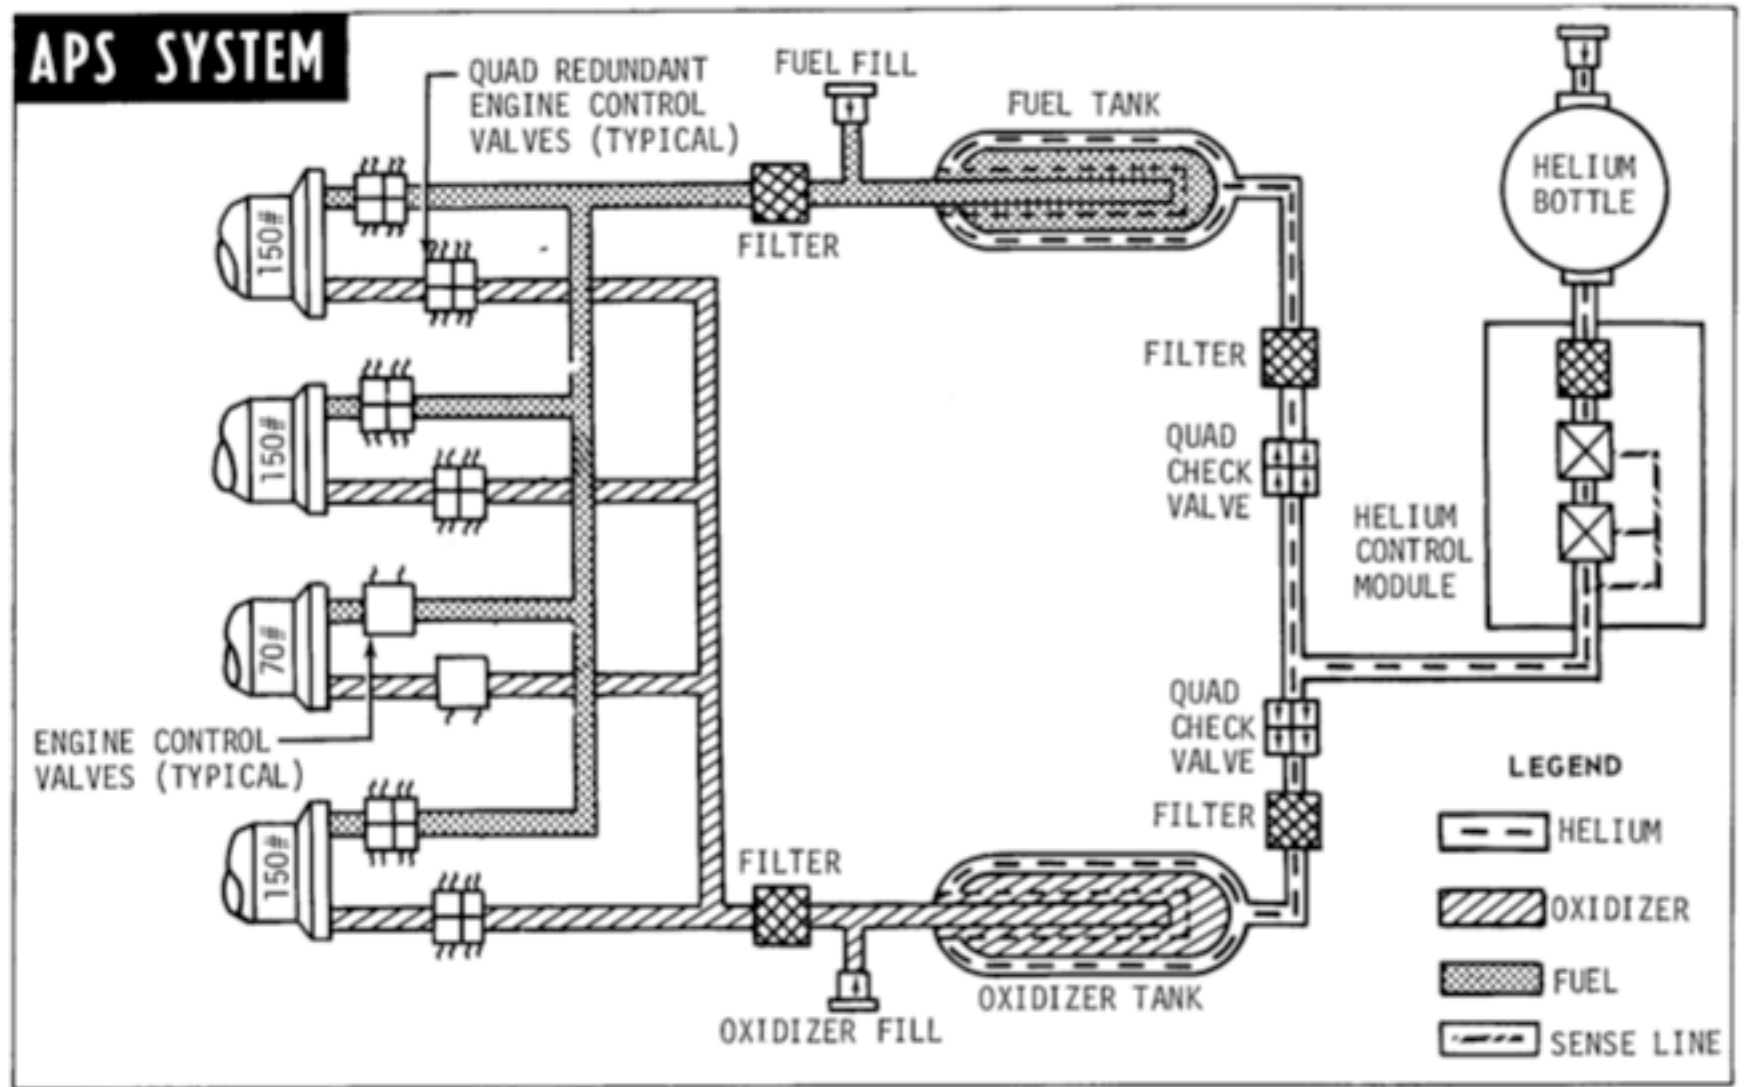 APS SYSTEM
QUAD REDUNDANT
ENGINE CONTROL
VALVES (TYPICAL)
FUEL FILL
FUEL TANK
HELIUM
BOTTLE
150#
FILTER
FILTER
150#
QUAD
CHECK
VALVE
HELIUM
CONTROL
MODULE
70#
QUAD
CHECK
VALVE
ENGINE CONTROL
VALVES (TYPICAL)
FILTER
150#
FILTER
OXIDIZER TANK
OXIDIZER FILL
LEGEND
HELIUM
OXIDIZER
FUEL
SENSE LINE